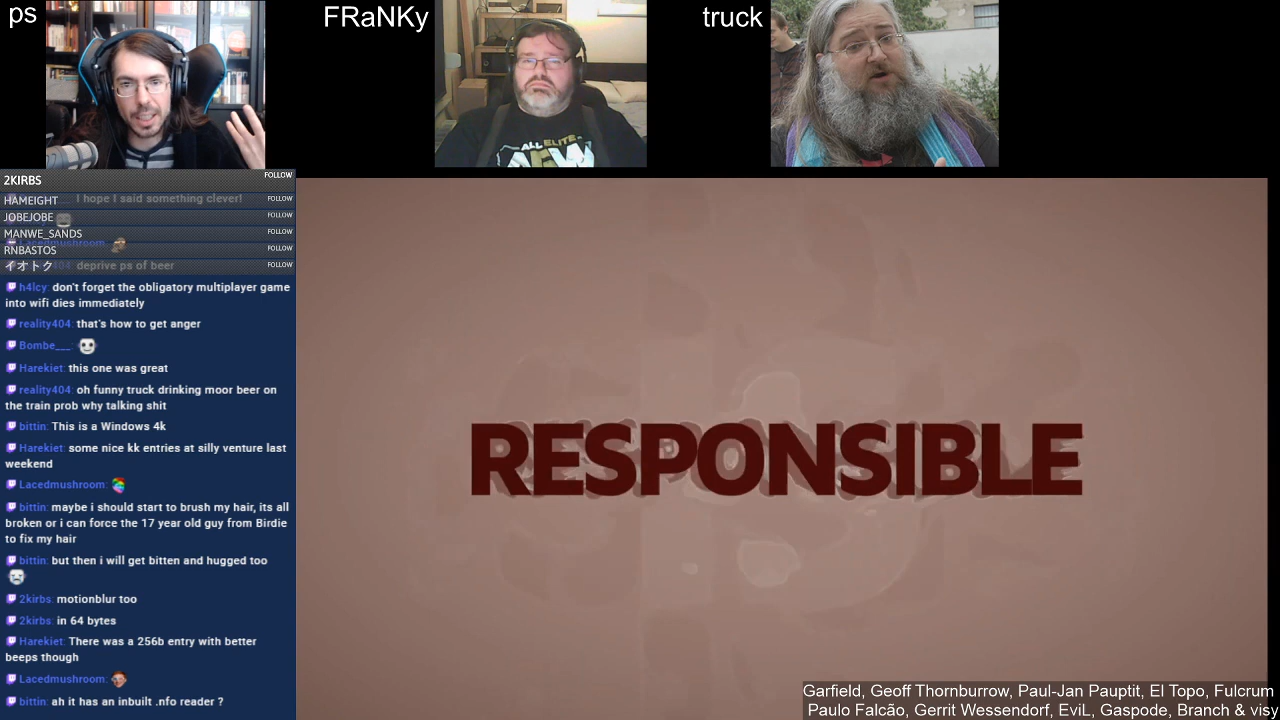 ps
FRaNKy
truck
ALL ELITE
AEW
2KIRBS FOLLOW
HAMEIGHT I hope I said something clever! FOLLOW
JOBEJOBE FOLLOW
MANWE_SANDS FOLLOW
Lacedmushroom:
RNBASTOS FOLLOW
イオトク deprive ps of beer FOLLOW
h4lcy: don't forget the obligatory multiplayer game
into wifi dies immediately
reality404: that's how to get anger
Bombe___:
Harekiet: this one was great
reality404: oh funny truck drinking moor beer on
the train prob why talking shit
bittin: This is a Windows 4k
Harekiet: some nice kk entries at silly venture last
weekend
Lacedmushroom:
bittin: maybe i should start to brush my hair, its all
broken or i can force the 17 year old guy from Birdie
to fix my hair
bittin: but then i will get bitten and hugged too
2kirbs: motionblur too
2kirbs: in 64 bytes
Harekiet: There was a 256b entry with better
beeps though
Lacedmushroom:
bittin: ah it has an inbuilt .nfo reader ?
RESPONSIBLE
Garfield, Geoff Thornburrow, Paul-Jan Pauptit, El Topo, Fulcrum
Paulo Falcão, Gerrit Wessendorf, EviL, Gaspode, Branch & visy